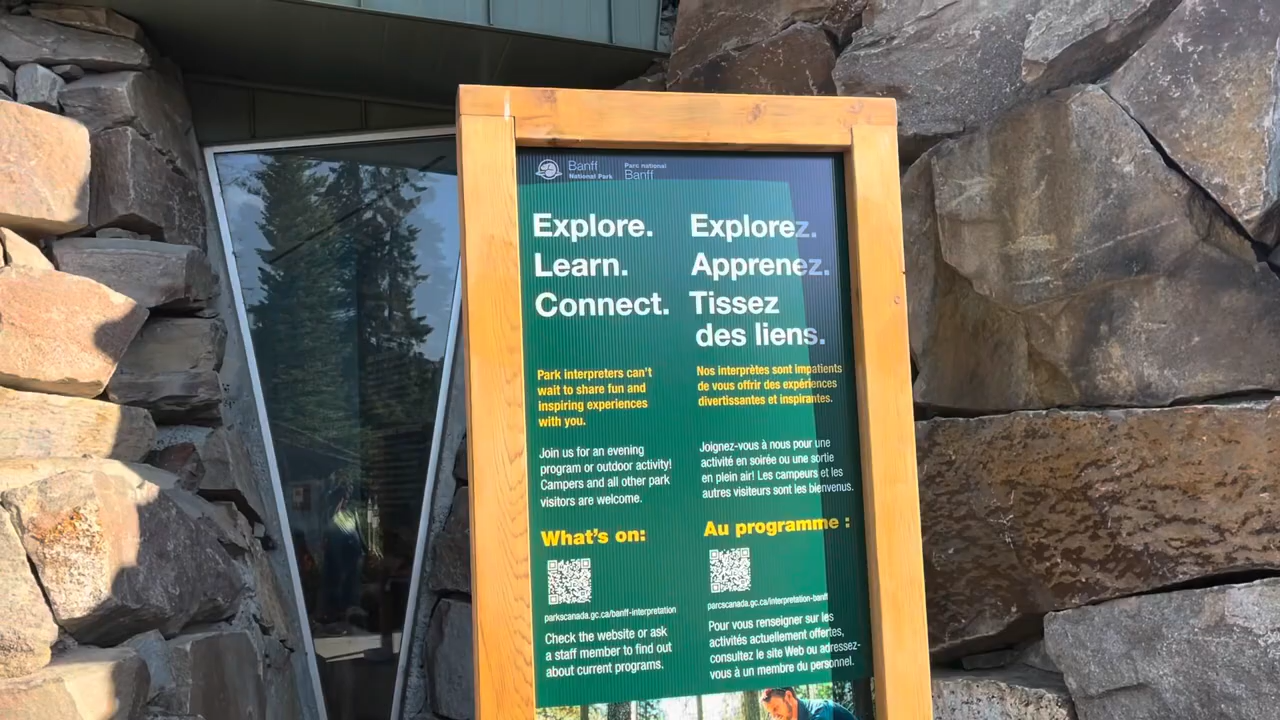 Banff
National Park
Parc national
Banff
Explore.
Learn.
Connect.
Park interpreters can't
wait to share fun and
inspiring experiences
with you.
Join us for an evening
program or outdoor activity!
Campers and all other park
visitors are welcome.
What's on:
parkscanada.gc.ca/banff-interpretation
Check the website or ask
a staff member to find out
about current programs.
Explorez.
Apprenez.
Tissez
des liens.
Nos interprètes sont impatients
de vous offrir des expériences
divertissantes et inspirantes.
Joignez-vous à nous pour une
activité en soirée ou une sortie
en plein air! Les campeurs et les
autres visiteurs sont les bienvenus.
Au programme :
parcscanada.gc.ca/interpretation-banff
Pour vous renseigner sur les
activités actuellement offertes,
consultez le site Web ou adressez-
vous à un membre du personnel.